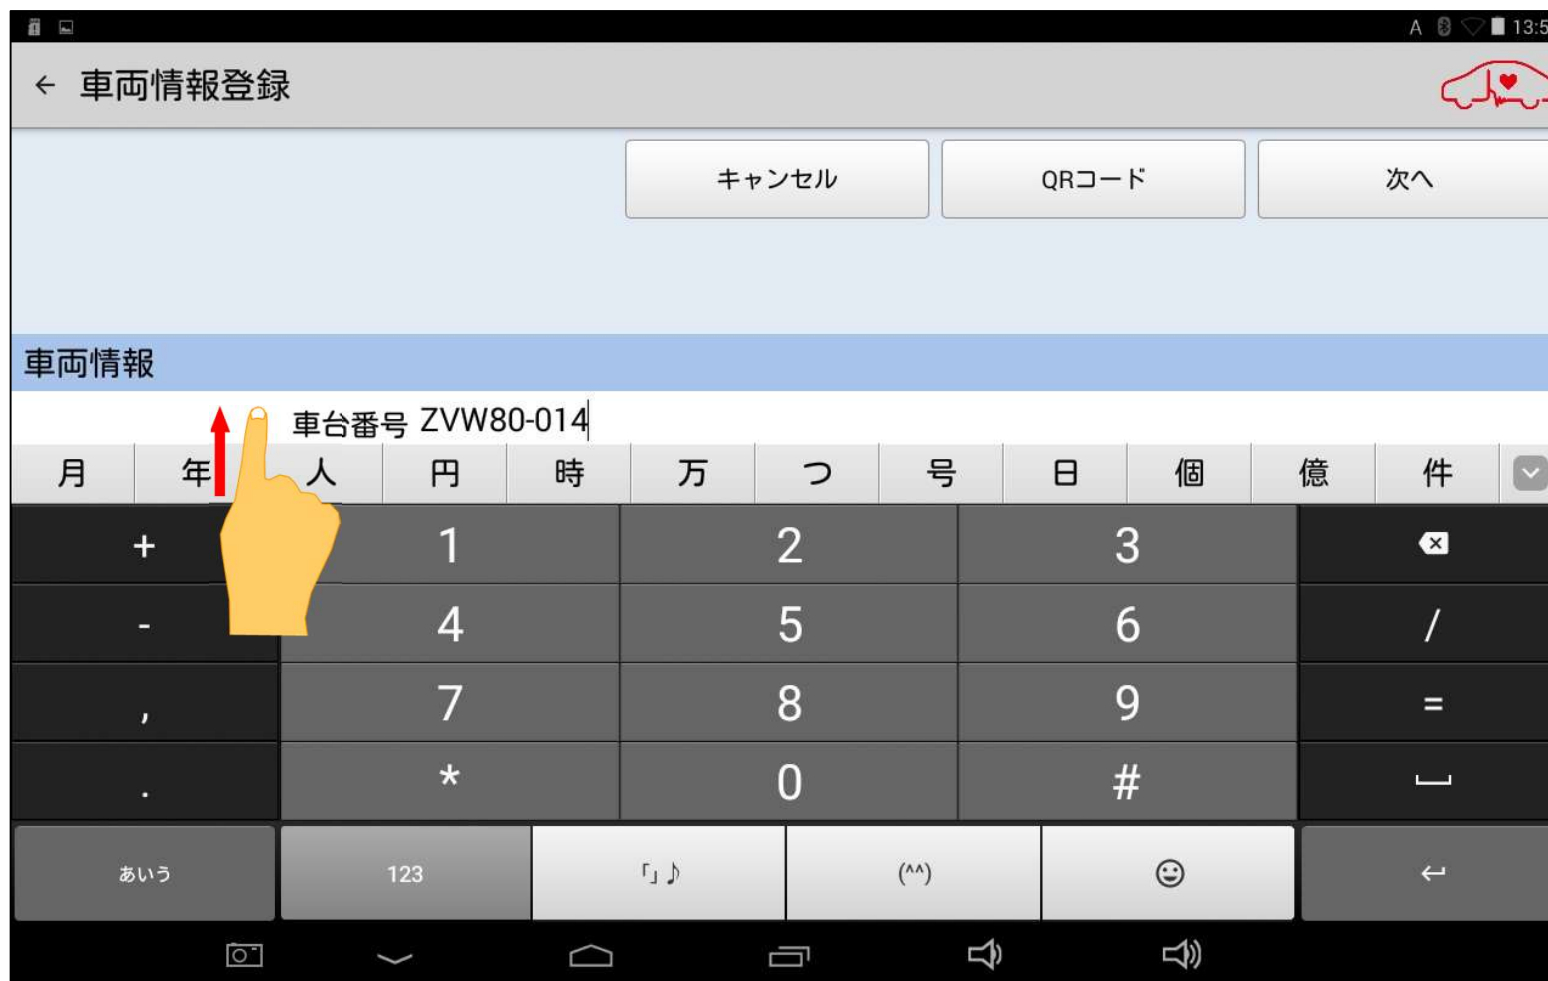 A 13:5
車両情報登録
キャンセル QRコード 次へ
車両情報
車台番号 ZVW80-014
月 年 人 円 時 万 つ 号 日 個 億 件
+ 1 2 3
- 4 5 6 /
, 7 8 9 =
. * 0 #
あいう 123 「」♪ (^^)